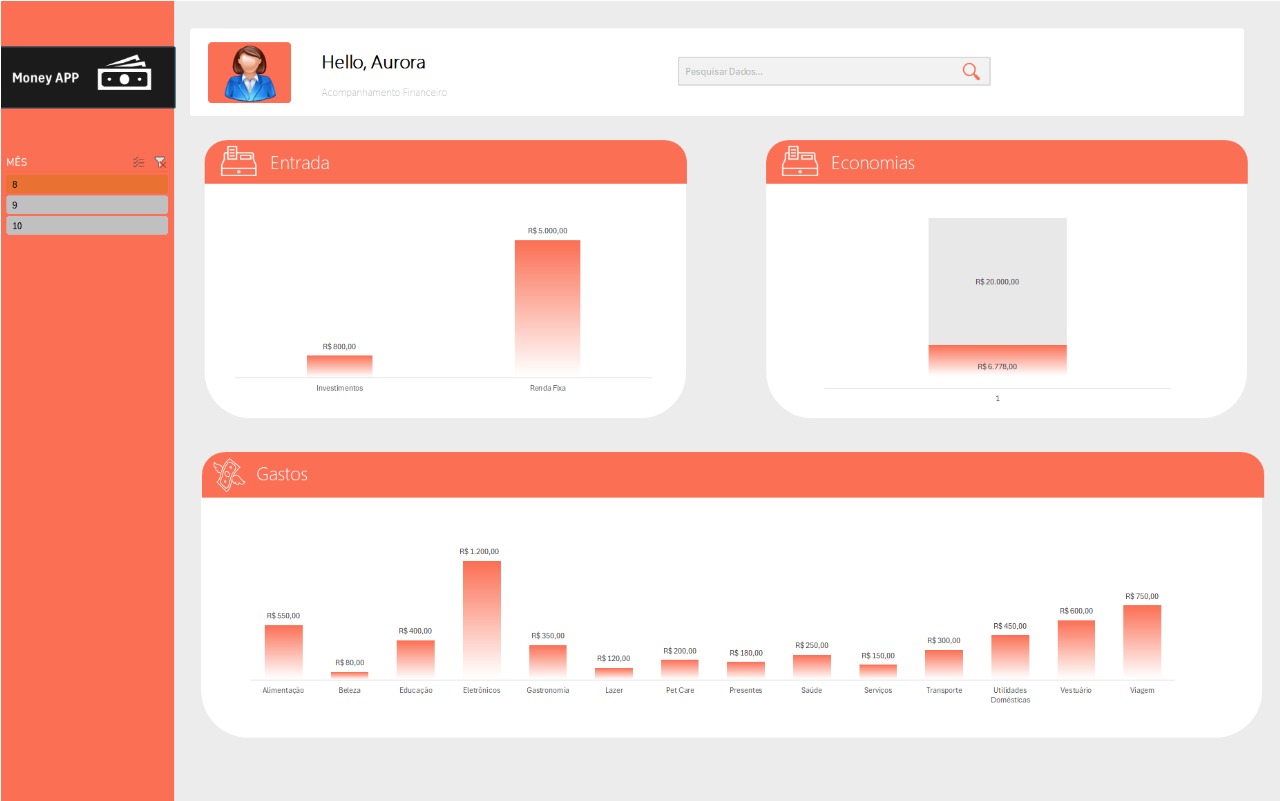 Money APP
Hello, Aurora
Acompanhamento Financeiro
Pesquisar Dados...
MÊS
8
9
10
Entrada
R$ 5.000,00
R$ 800,00
Investimentos
Renda Fixa
Economias
R$ 20.000,00
R$ 6.778,00
1
Gastos
R$ 550,00
R$ 80,00
R$ 400,00
R$ 1.200,00
R$ 350,00
R$ 120,00
R$ 200,00
R$ 180,00
R$ 250,00
R$ 150,00
R$ 300,00
R$ 450,00
R$ 600,00
R$ 750,00
Alimentação
Beleza
Educação
Eletrônicos
Gastronomia
Lazer
Pet Care
Presentes
Saúde
Serviços
Transporte
Utilidades
Domésticas
Vestuário
Viagem